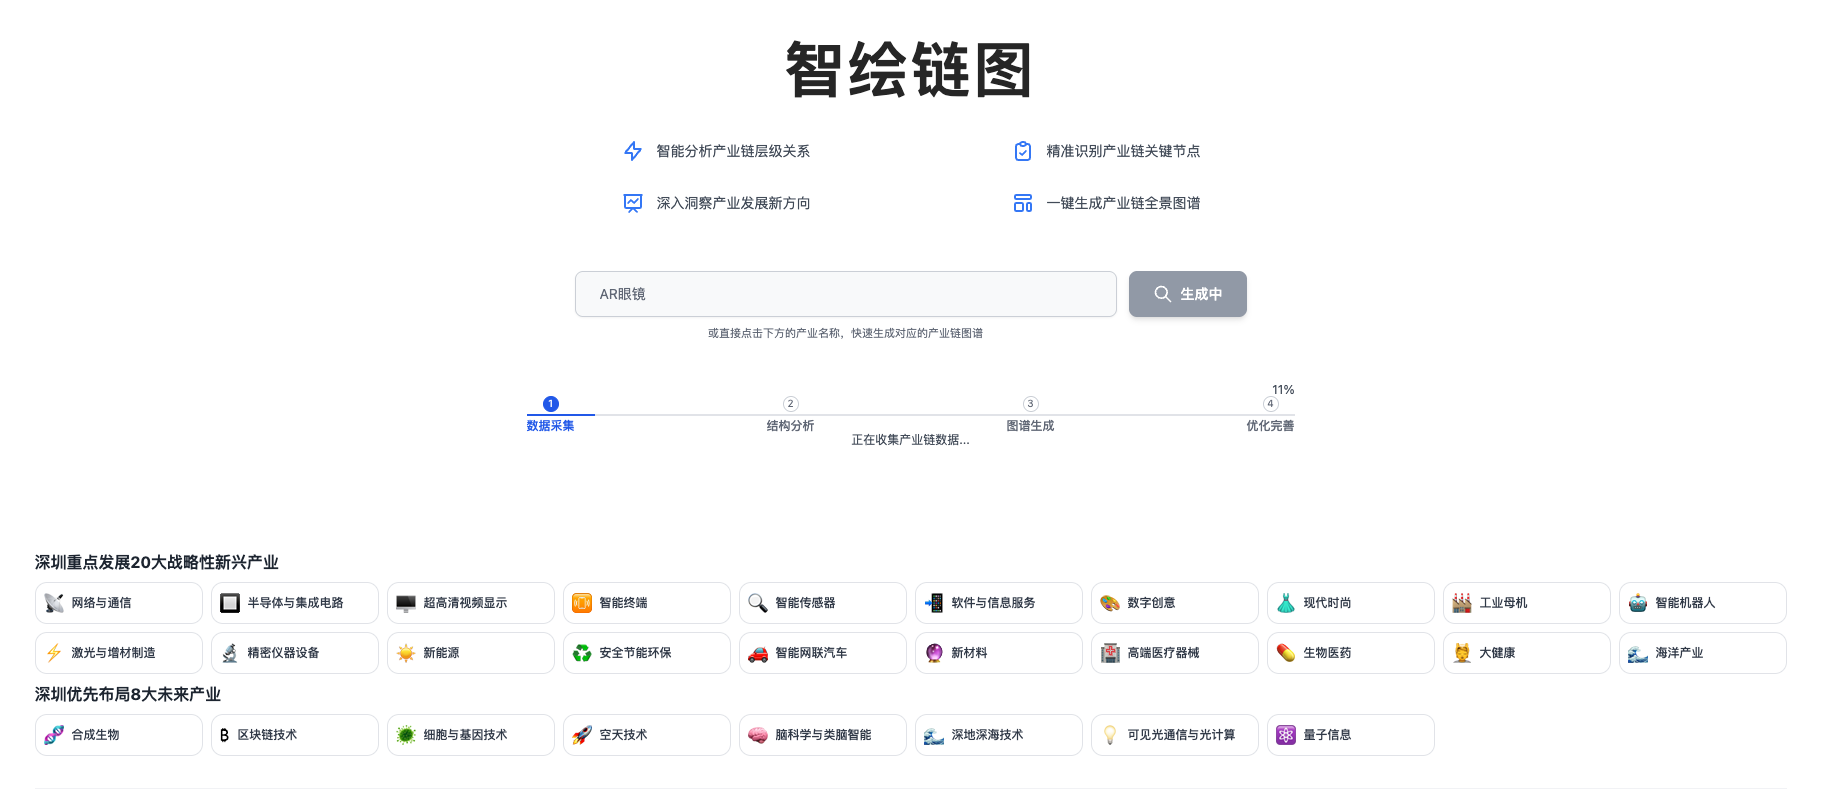 智绘链图
智能分析产业链层级关系
精准识别产业链关键节点
深入洞察产业发展新方向
一键生成产业链全景图谱
AR眼镜
生成中
或直接点击下方的产业名称，快速生成对应的产业链图谱
11%
1
2
3
4
数据采集
结构分析
图谱生成
优化完善
正在收集产业链数据...
深圳重点发展20大战略性新兴产业
网络与通信
半导体与集成电路
超高清视频显示
智能终端
智能传感器
软件与信息服务
数字创意
现代时尚
工业母机
智能机器人
激光与增材制造
精密仪器设备
新能源
安全节能环保
智能网联汽车
新材料
高端医疗器械
生物医药
大健康
海洋产业
深圳优先布局8大未来产业
合成生物
区块链技术
细胞与基因技术
空天技术
脑科学与类脑智能
深地深海技术
可见光通信与光计算
量子信息